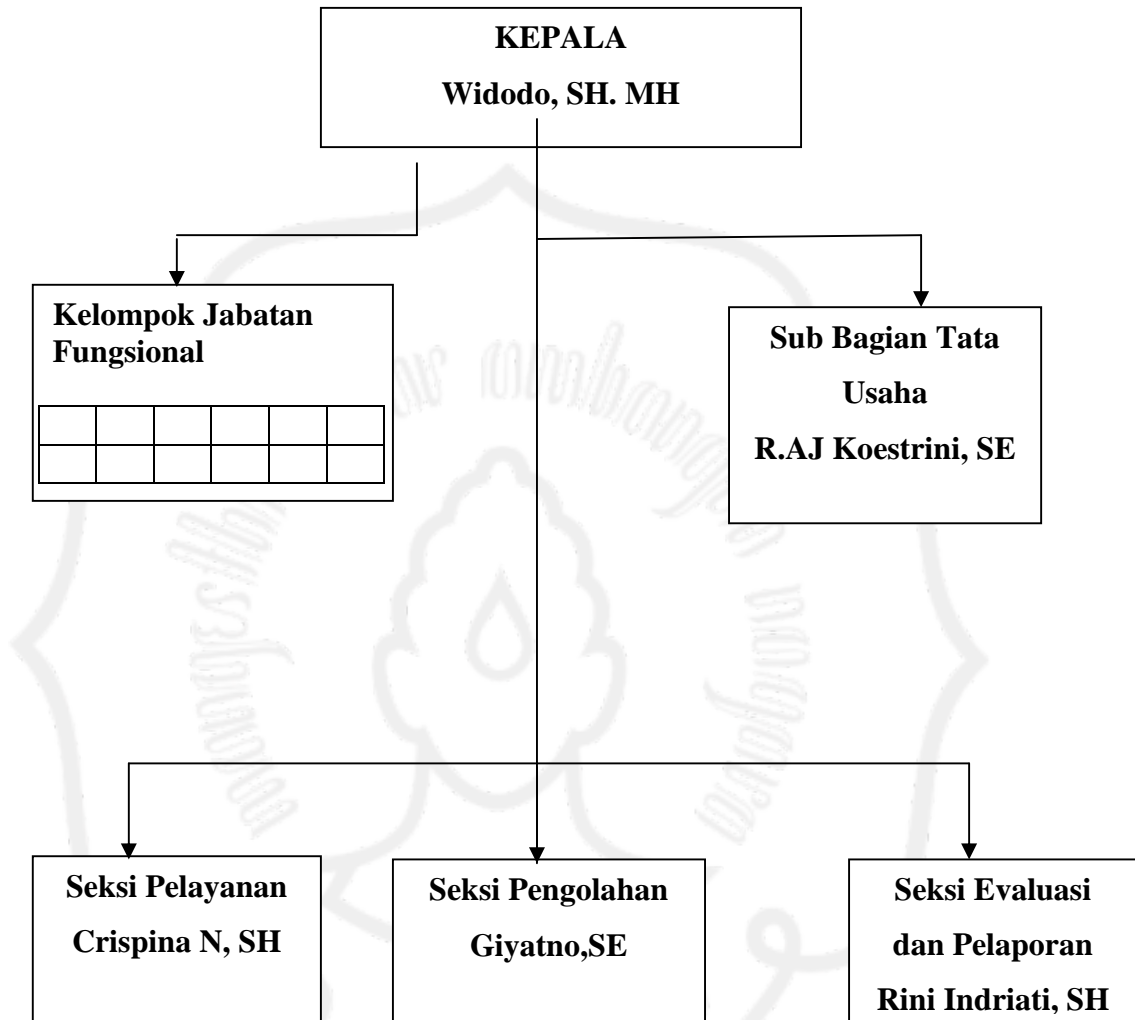 KEPALA
Widodo, SH. MH
Kelompok Jabatan
Fungsional
Sub Bagian Tata
Usaha
R.AJ Koestrini, SE
Seksi Pelayanan
Crispina N, SH
Seksi Pengolahan
Giyatno,SE
Seksi Evaluasi
dan Pelaporan
Rini Indriati, SH